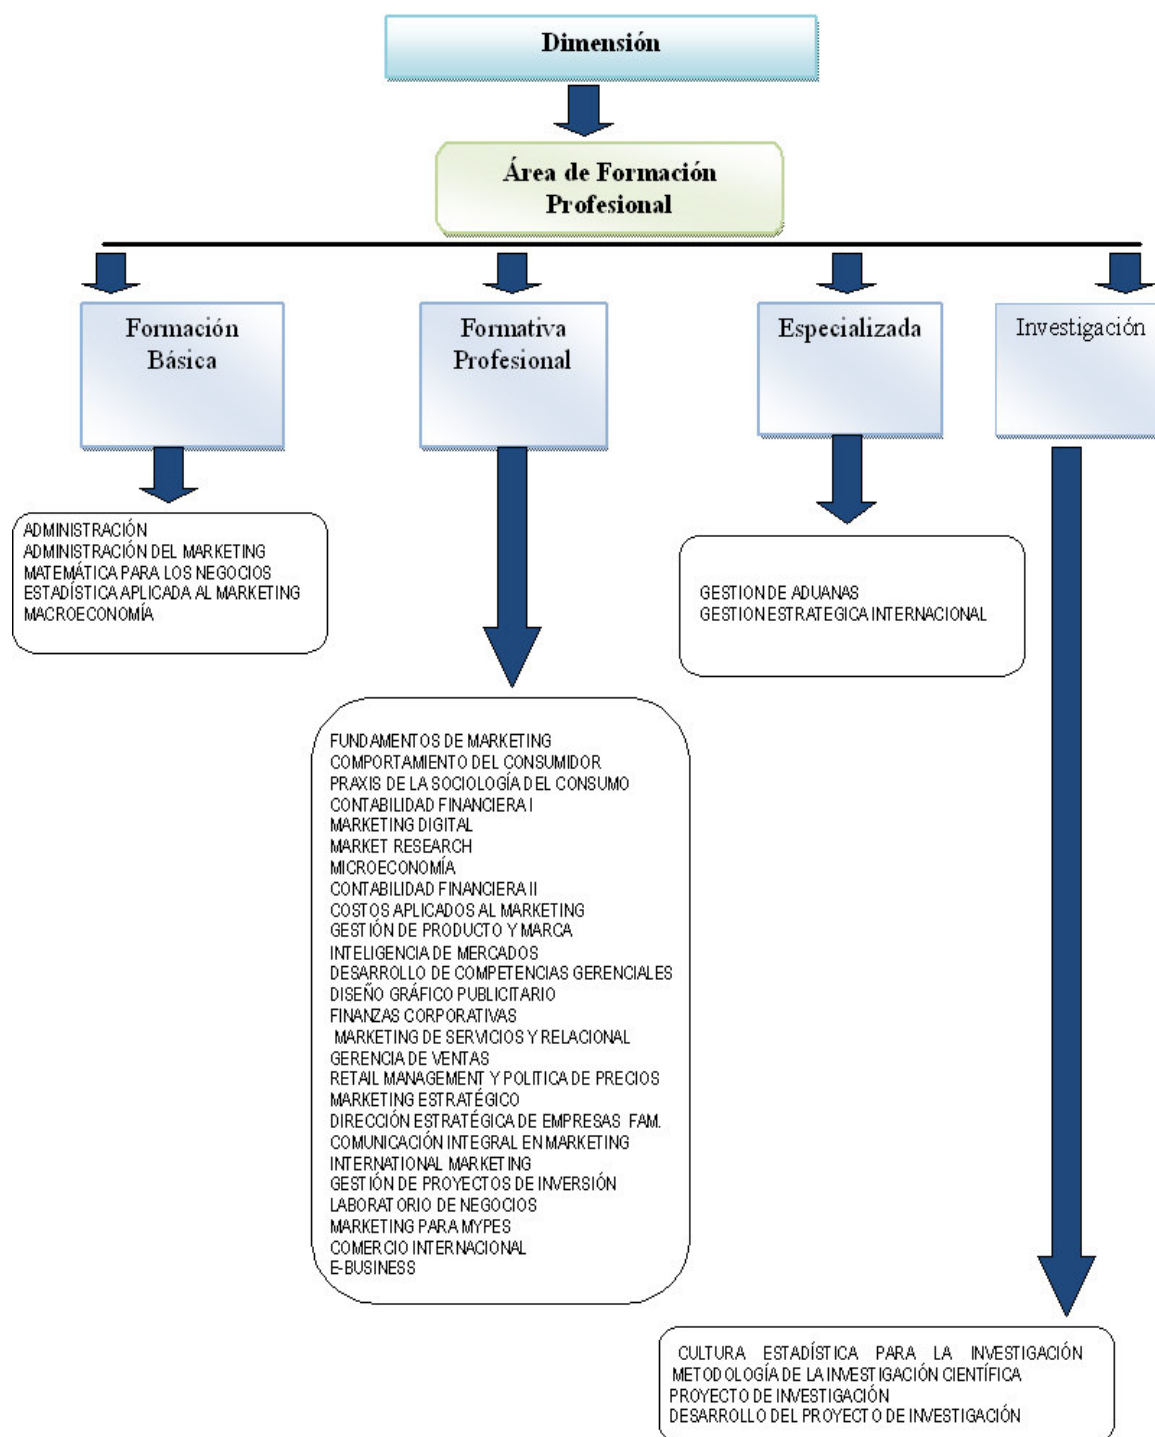 Dimensión
Área de Formación
Profesional
Formación
Básica
Formativa
Profesional
Especializada
Investigación
ADMINISTRACIÓN
ADMINISTRACIÓN DEL MARKETING
MATEMÁTICA PARA LOS NEGOCIOS
ESTADÍSTICA APLICADA AL MARKETING
MACROECONOMÍA
GESTION DE ADUANAS
GESTION ESTRATEGICA INTERNACIONAL
FUNDAMENTOS DE MARKETING
COMPORTAMIENTO DEL CONSUMIDOR
PRAXIS DE LA SOCIOLOGÍA DEL CONSUMO
CONTABILIDAD FINANCIERA I
MARKETING DIGITAL
MARKET RESEARCH
MICROECONOMÍA
CONTABILIDAD FINANCIERA II
COSTOS APLICADOS AL MARKETING
GESTIÓN DE PRODUCTO Y MARCA
INTELIGENCIA DE MERCADOS
DESARROLLO DE COMPETENCIAS GERENCIALES
DISEÑO GRÁFICO PUBLICITARIO
FINANZAS CORPORATIVAS
MARKETING DE SERVICIOS Y RELACIONAL
GERENCIA DE VENTAS
RETAIL MANAGEMENT Y POLITICA DE PRECIOS
MARKETING ESTRATÉGICO
DIRECCIÓN ESTRATÉGICA DE EMPRESAS FAM.
COMUNICACIÓN INTEGRAL EN MARKETING
INTERNATIONAL MARKETING
GESTIÓN DE PROYECTOS DE INVERSIÓN
LABORATORIO DE NEGOCIOS
MARKETING PARA MYPES
COMERCIO INTERNACIONAL
E-BUSINESS
CULTURA ESTADÍSTICA PARA LA INVESTIGACIÓN
METODOLOGÍA DE LA INVESTIGACIÓN CIENTÍFICA
PROYECTO DE INVESTIGACIÓN
DESARROLLO DEL PROYECTO DE INVESTIGACIÓN